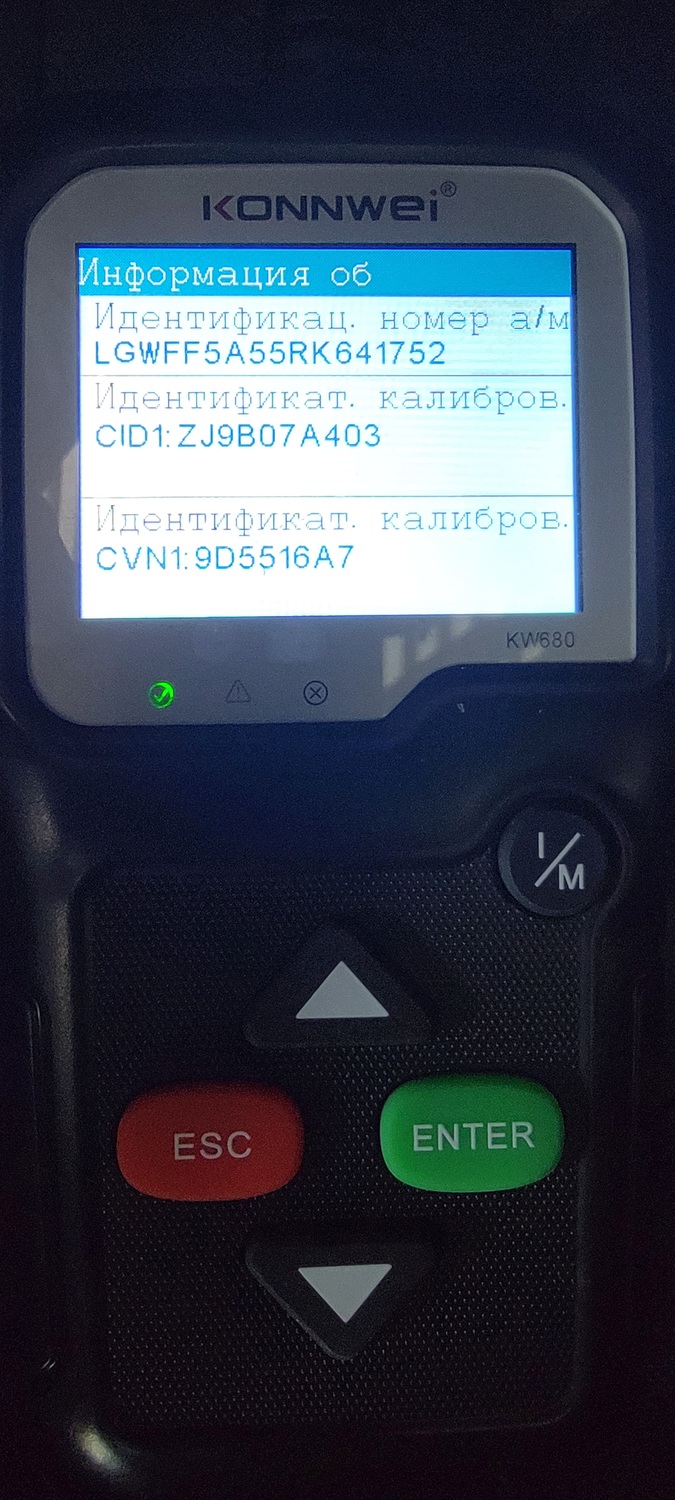 KONNWEI®
Информация об
Идентификац. номер а/м
LGWFF5A55RK641752
Идентификат. калибров.
CID1:ZJ9B07A403
Идентификат. калибров.
CVN1:9D5516A7
KW680
I/M
ESC
ENTER